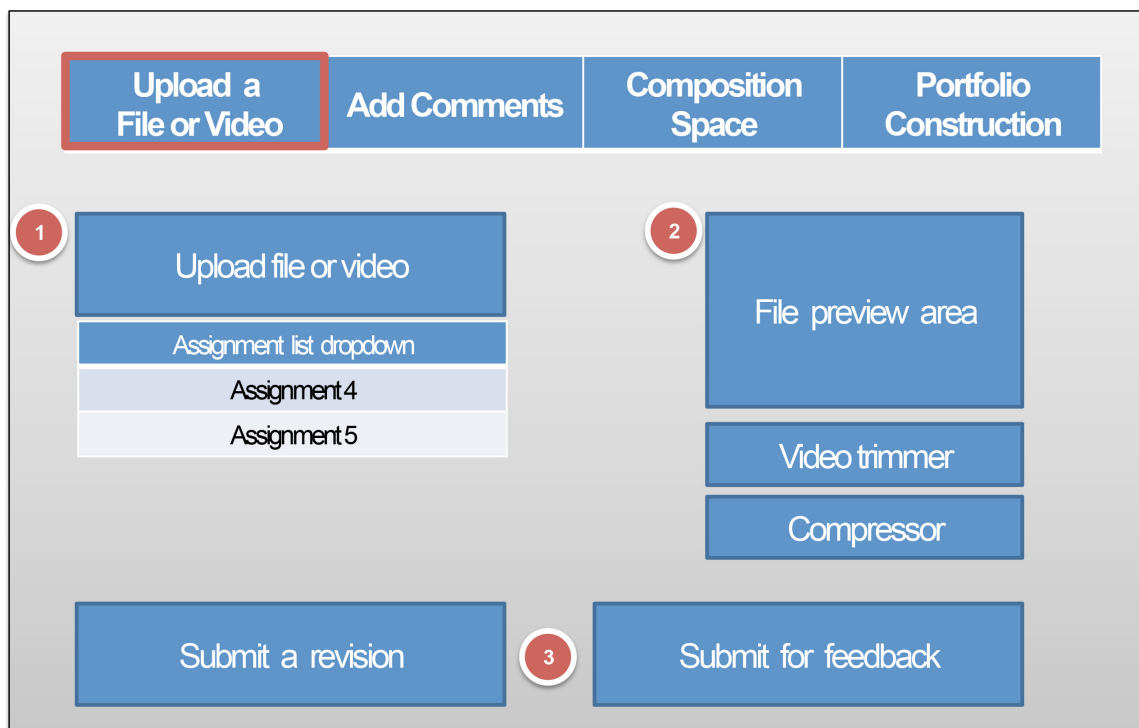 Upload a
File or Video
Add Comments
Composition
Space
Portfolio
Construction
1
Upload file or video
Assignment list dropdown
Assignment 4
Assignment 5
2
File preview area
Video trimmer
Compressor
Submit a revision
3
Submit for feedback